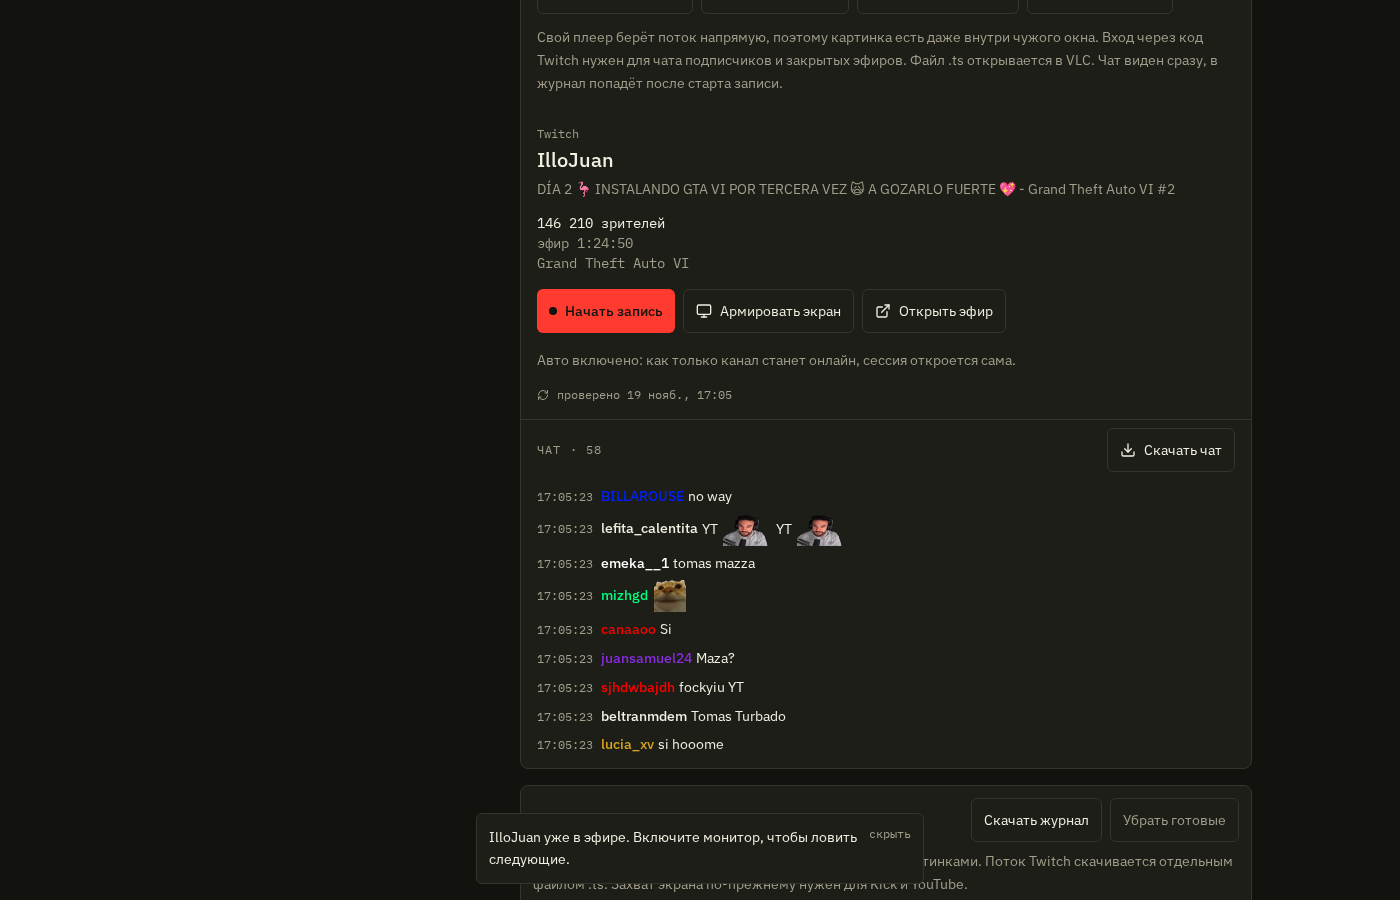 Свой плеер берёт поток напрямую, поэтому картинка есть даже внутри чужого окна. Вход через код
Twitch нужен для чата подписчиков и закрытых эфиров. Файл .ts открывается в VLC. Чат виден сразу, в
журнал попадёт после старта записи.
Twitch
IlloJuan
DÍA 2 🦩 INSTALANDO GTA VI POR TERCERA VEZ 🙀 A GOZARLO FUERTE 💖 - Grand Theft Auto VI #2
146 210 зрителей
эфир 1:24:50
Grand Theft Auto VI
Начать запись
Армировать экран
Открыть эфир
Авто включено: как только канал станет онлайн, сессия откроется сама.
проверено 19 нояб., 17:05
ЧАТ · 58
Скачать чат
17:05:23 BILLAROUSE no way
17:05:23 lefita_calentita YT YT
17:05:23 emeka__1 tomas mazza
17:05:23 mizhgd
17:05:23 canaaoo Si
17:05:23 juansamuel24 Maza?
17:05:23 sjhdwbajdh fockyiu YT
17:05:23 beltranmdem Tomas Turbado
17:05:23 lucia_xv si hooome
Скачать журнал
Убрать готовые
IlloJuan уже в эфире. Включите монитор, чтобы ловить
следующие.
скрыть
тинками. Поток Twitch скачивается отдельным
файлом .ts. Захват экрана по-прежнему нужен для Kick и YouTube.